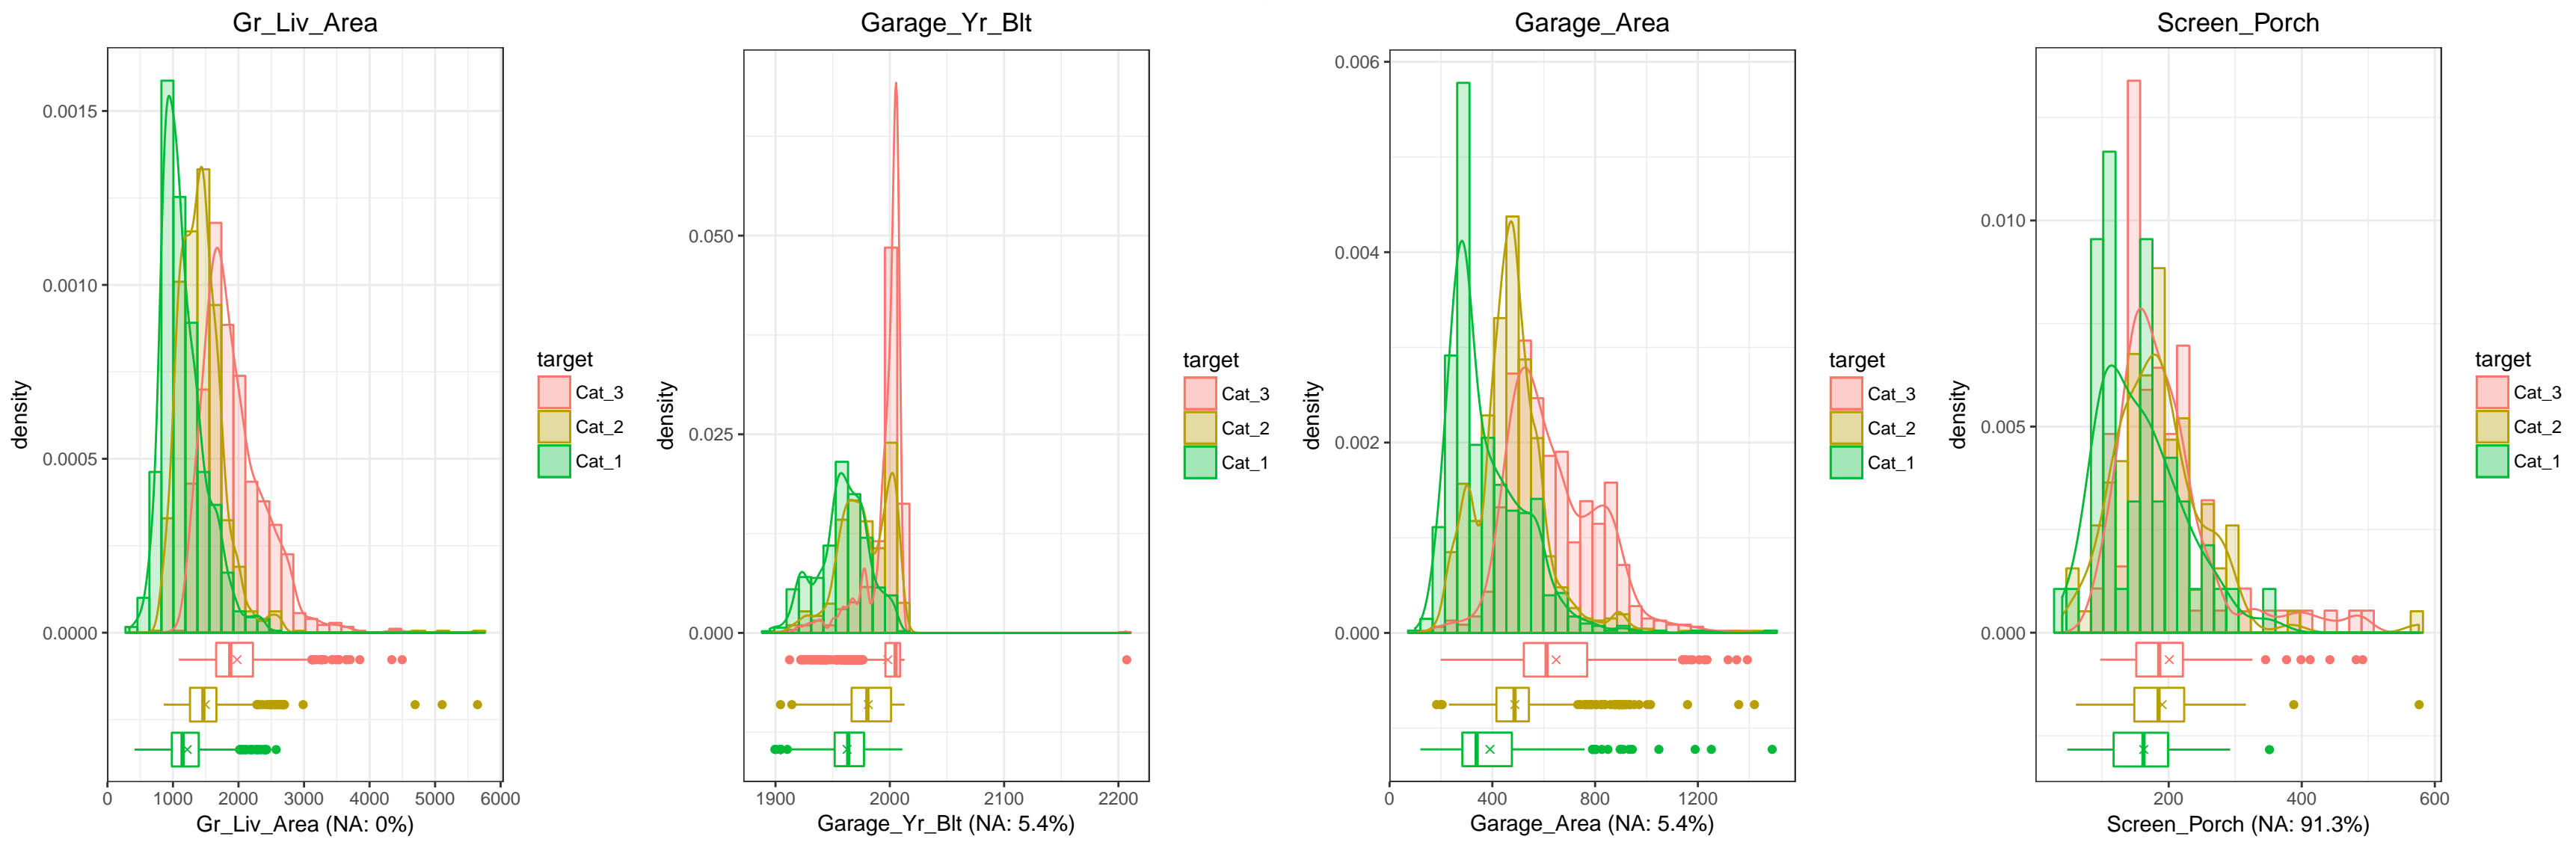 Gr_Liv_Area
0.0015
0.0010
0.0005
0.0000
density
0
1000
2000
3000
4000
5000
6000
Gr_Liv_Area (NA: 0%)
target
Cat_3
Cat_2
Cat_1
Garage_Yr_Blt
0.050
0.025
0.000
density
1900
2000
2100
2200
Garage_Yr_Blt (NA: 5.4%)
target
Cat_3
Cat_2
Cat_1
Garage_Area
0.006
0.004
0.002
0.000
density
0
400
800
1200
Garage_Area (NA: 5.4%)
target
Cat_3
Cat_2
Cat_1
Screen_Porch
0.010
0.005
0.000
density
200
400
600
Screen_Porch (NA: 91.3%)
target
Cat_3
Cat_2
Cat_1